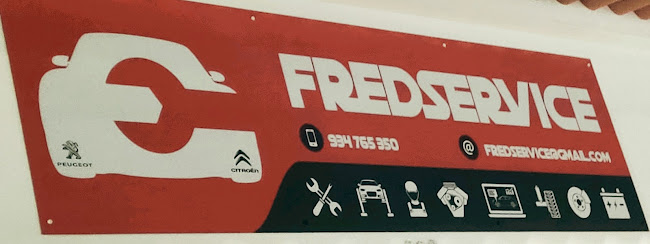 FREDSERVICE
934 765 350
FREDSERVICE@GMAIL.COM
PEUGEOT
CITROËN